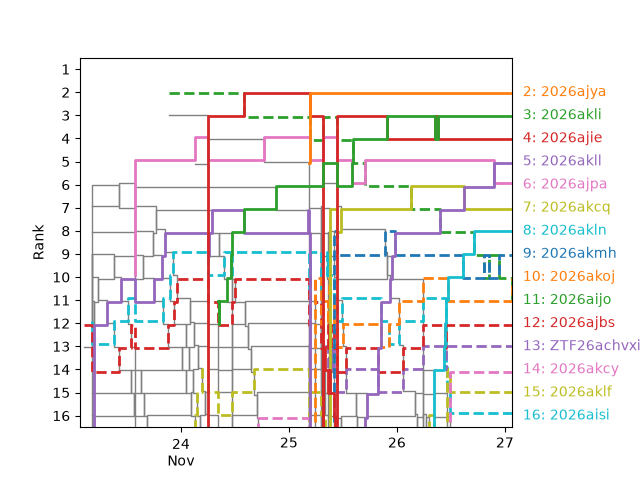 1
2
3
4
5
6
7
8
9
10
11
12
13
14
15
16
Rank
24
25
26
27
Nov
2: 2026ajya
3: 2026akli
4: 2026ajie
5: 2026akll
6: 2026ajpa
7: 2026akcq
8: 2026akln
9: 2026akmh
10: 2026akoj
11: 2026aijo
12: 2026ajbs
13: ZTF26achvxi
14: 2026akcy
15: 2026aklf
16: 2026aisi